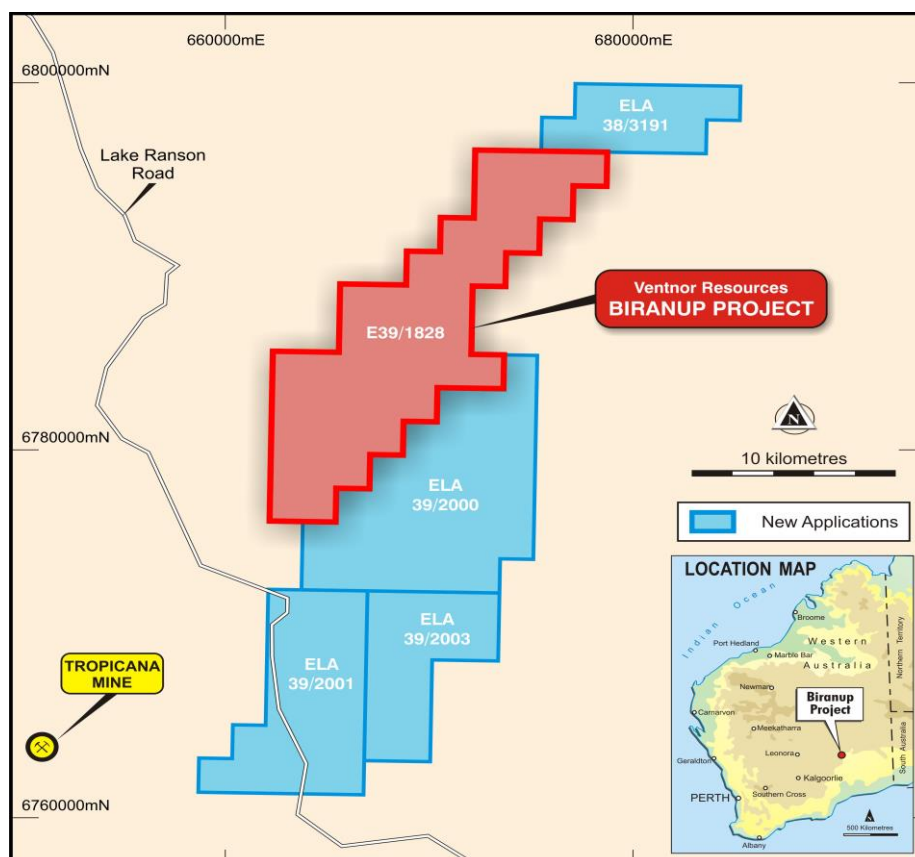 660000mE
680000mE
6800000mN
ELA
38/3191
Lake Ranson
Road
Ventnor Resources
BIRANUP PROJECT
E39/1828
N
6780000mN
10 kilometres
ELA
39/2000
New Applications
LOCATION MAP
Indian Ocean
Broome
Port Hedland
Western
Australia
Marble Bar
Northern Territory
Newman
Biranup
Project
Carnarvon
Meekatharra
Geraldton
Leonora
Kalgoorlie
South Australia
PERTH
Southern Cross
N
500 Kilometres
Albany
ELA
39/2003
ELA
39/2001
TROPICANA
MINE
6760000mN